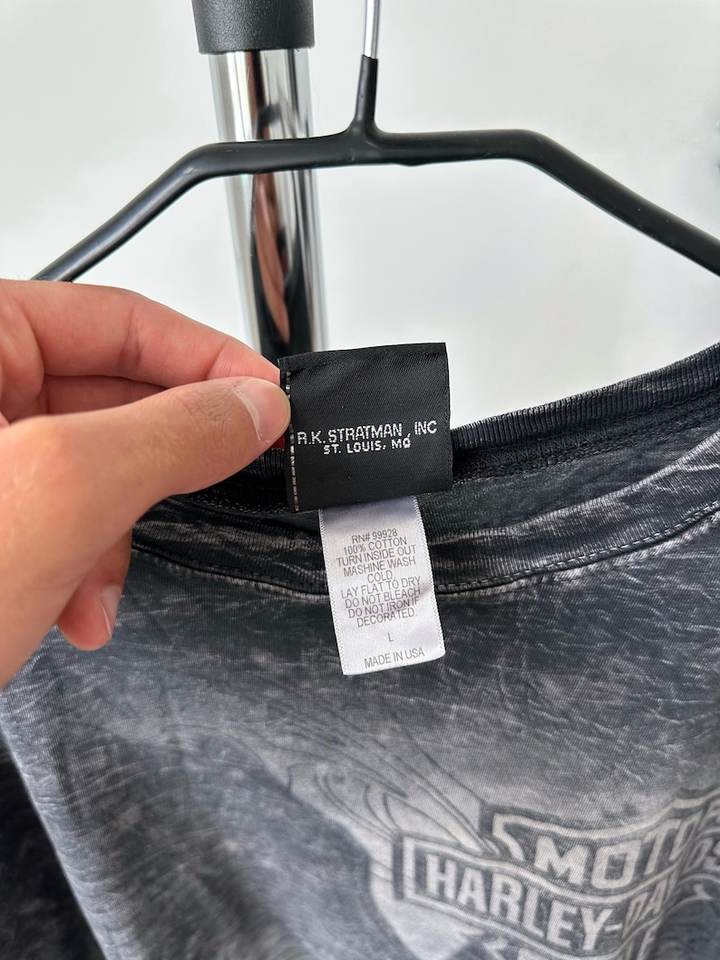 R.K. STRATMAN, INC
ST. LOUIS, MO
RN# 99928
100% COTTON
TURN INSIDE OUT
MASHINE WASH
COLD.
LAY FLAT TO DRY
DO NOT BLEACH
DO NOT IRON IF
DECORATED.
L
MADE IN USA
MOTO
HARLEY-DA